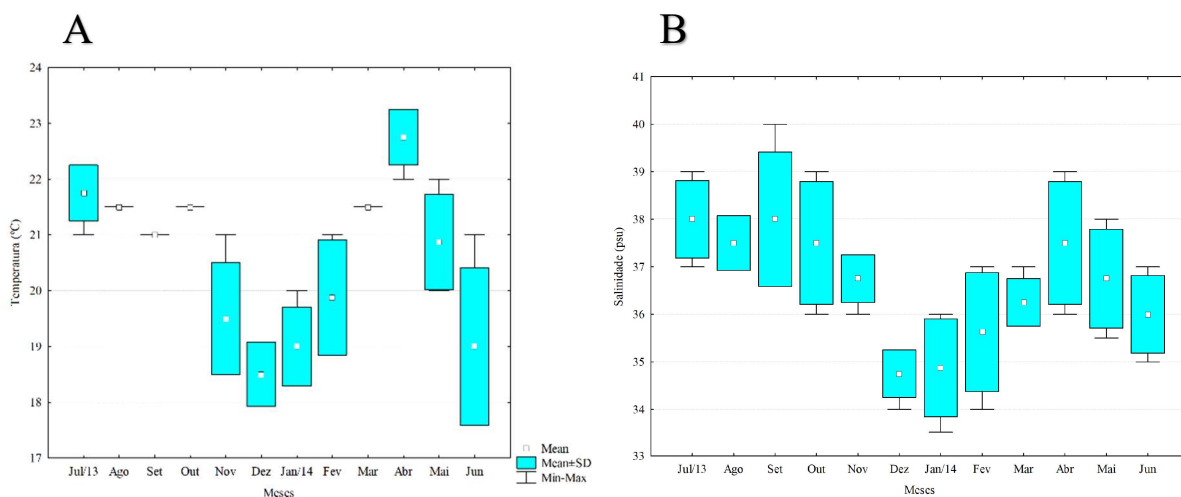 A
Temperatura (ºC)
24
23
22
21
20
19
18
17
Jul/13 Ago Set Out Nov Dez Jan/14 Fev Mar Abr Mai Jun
Meses
Mean
Mean±SD
Min-Max
B
Salinidade (psu)
41
40
39
38
37
36
35
34
33
Jul/13 Ago Set Out Nov Dez Jan/14 Fev Mar Abr Mai Jun
Meses